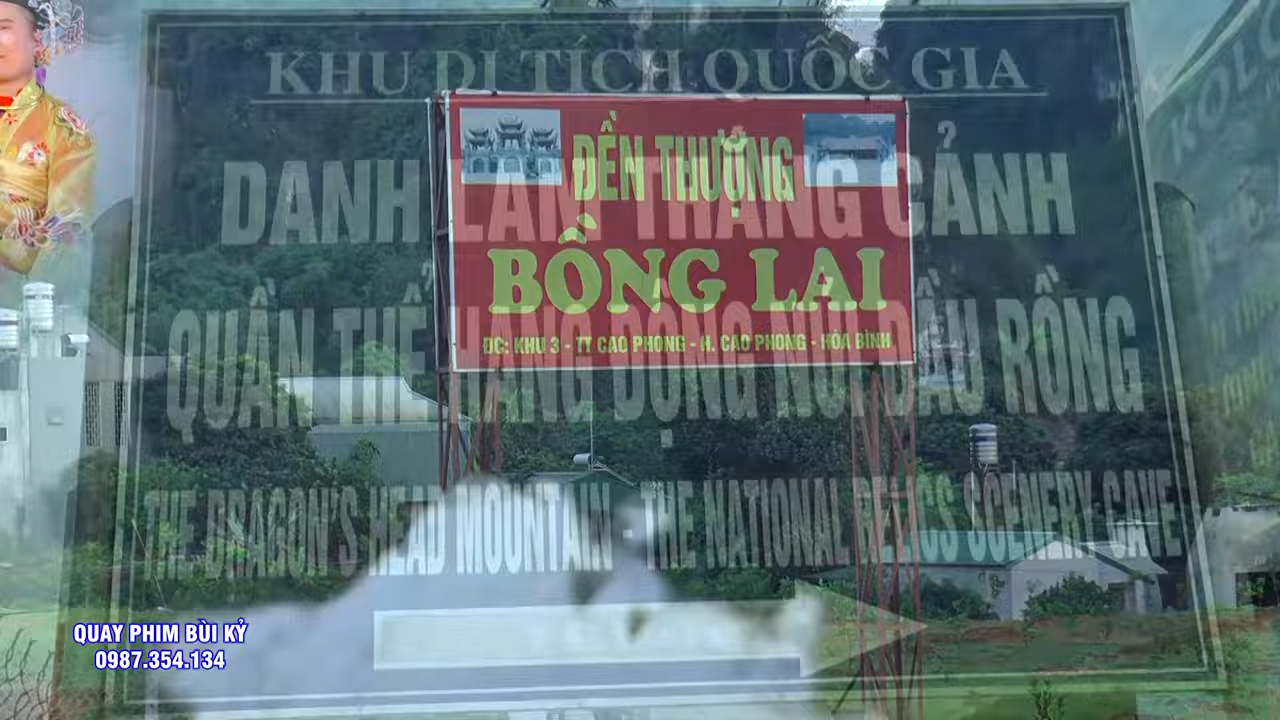 KHU DI TÍCH QUỐC GIA
DANH LAM THẮNG CẢNH
QUẦN THỂ HANG ĐỘNG NÚI ĐẦU RỒNG
THE DRAGON'S HEAD MOUNTAIN - THE NATIONAL RELICS SCENERY CAVE
ĐỀN THƯỢNG
BỒNG LAI
ĐC: KHU 3 - TT CAO PHONG - H. CAO PHONG - HÒA BÌNH
QUAY PHIM BÙI KỶ
0987.354.134